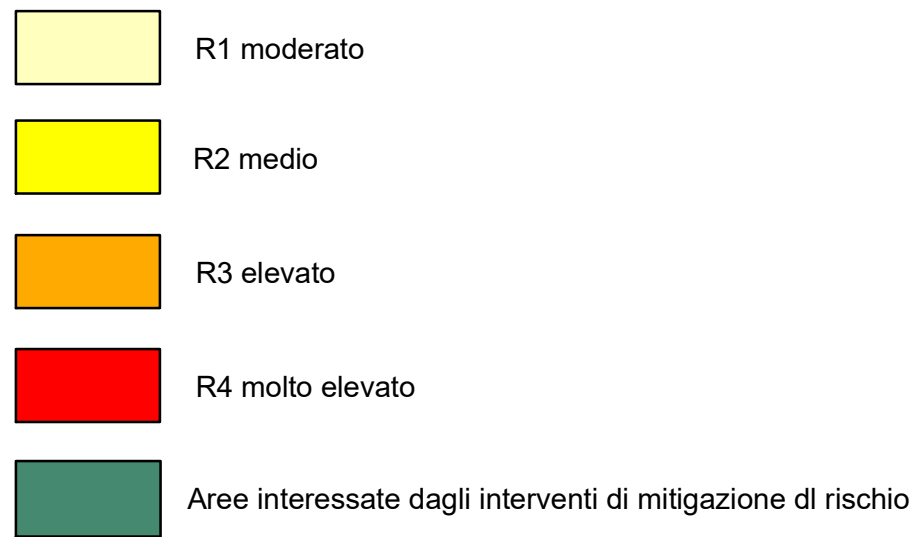 R1 moderato
R2 medio
R3 elevato
R4 molto elevato
Aree interessate dagli interventi di mitigazione dl rischio